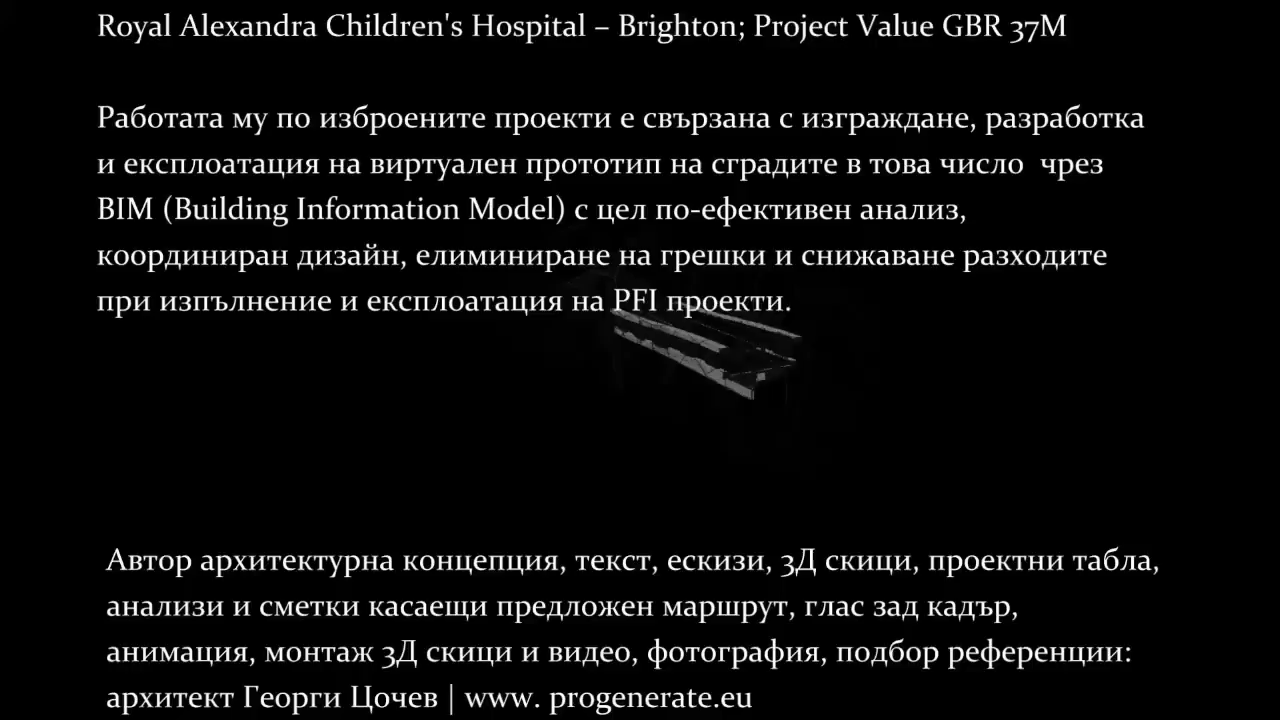 Royal Alexandra Children's Hospital – Brighton; Project Value GBR 37M
Работата му по изброените проекти е свързана с изграждане, разработка
и експлоатация на виртуален прототип на сградите в това число  чрез
BIM (Building Information Model) с цел по-ефективен анализ,
координиран дизайн, елиминиране на грешки и снижаване разходите
при изпълнение и експлоатация на PFI проекти.
Автор архитектурна концепция, текст, ескизи, 3Д скици, проектни табла,
анализи и сметки касаещи предложен маршрут, глас зад кадър,
анимация, монтаж 3Д скици и видео, фотография, подбор референции:
архитект Георги Цочев | www. progenerate.eu